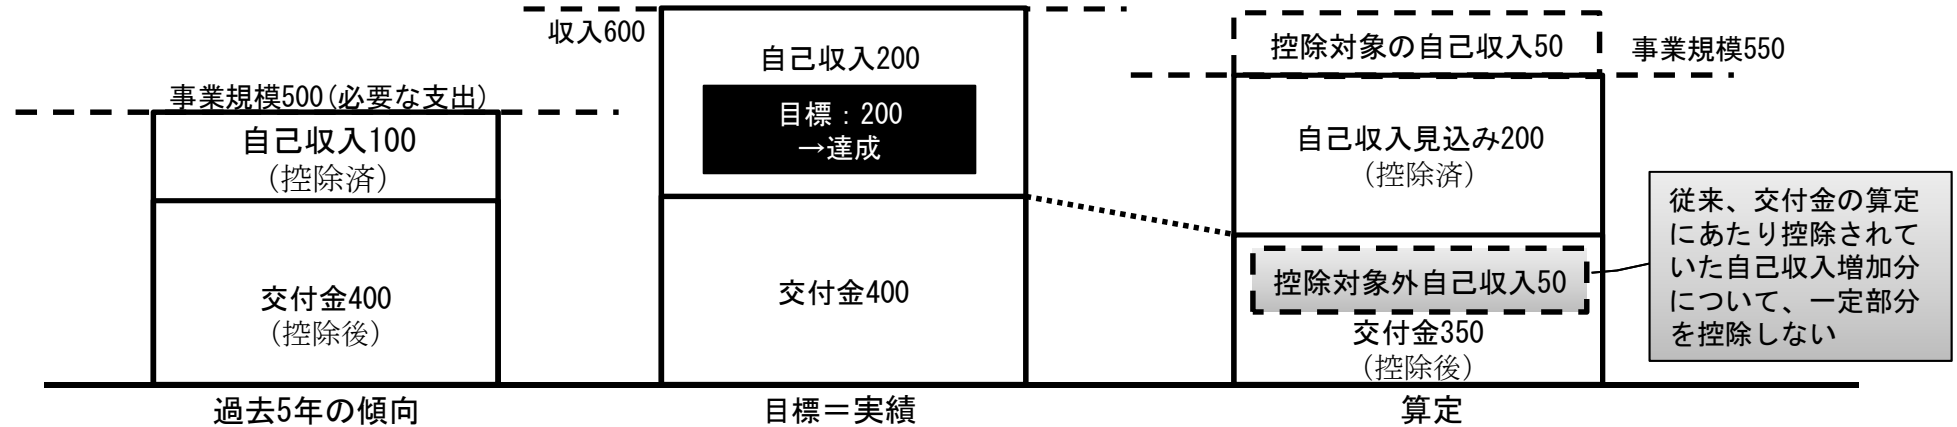 事業規模500(必要な支出)
自己収入100
(控除済)
交付金400
(控除後)
過去5年の傾向
収入600
自己収入200
目標：200
→達成
交付金400
目標＝実績
控除対象の自己収入50
事業規模550
自己収入見込み200
(控除済)
控除対象外自己収入50
交付金350
(控除後)
算定
従来、交付金の算定
にあたり控除されて
いた自己収入増加分
について、一定部分
を控除しない